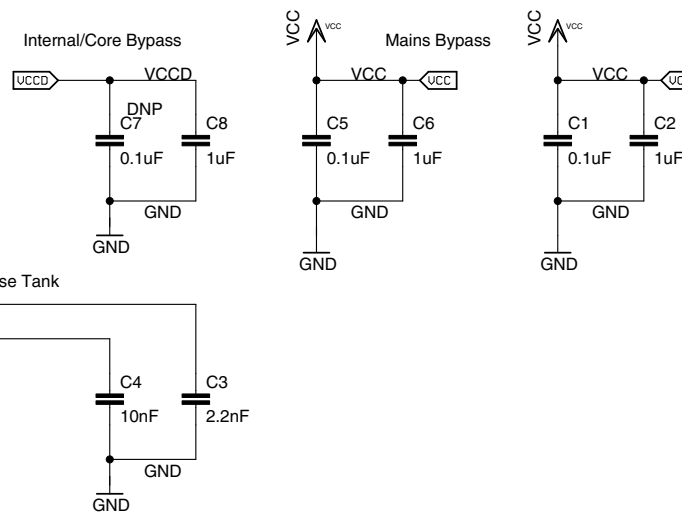 Internal/Core Bypass
VCCD
VCCD
DNP
C7
0.1uF
C8
1uF
GND
GND
VCC
VCC
Mains Bypass
VCC
VCC
C5
0.1uF
C6
1uF
GND
GND
VCC
VCC
VCC
C1
0.1uF
C2
1uF
GND
GND
se Tank
C4
10nF
C3
2.2nF
GND
GND